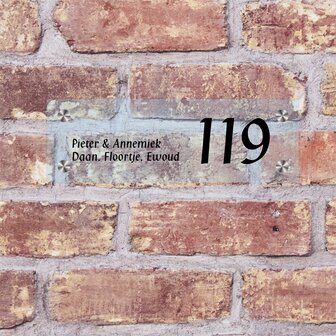 Pieter & Annemiek
Daan, Floortje, Ewoud
119